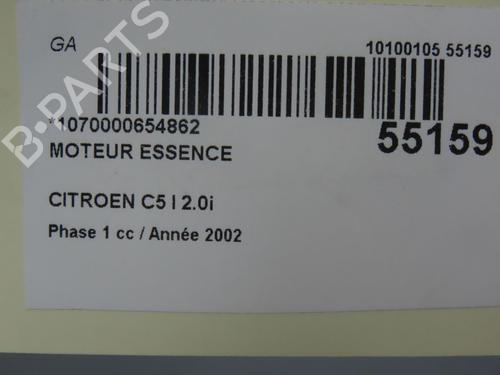 GA
10100105 55159
*1070000654862
55159
MOTEUR ESSENCE
CITROEN C5 I 2.0i
Phase 1 cc / Année 2002
B-PARTS